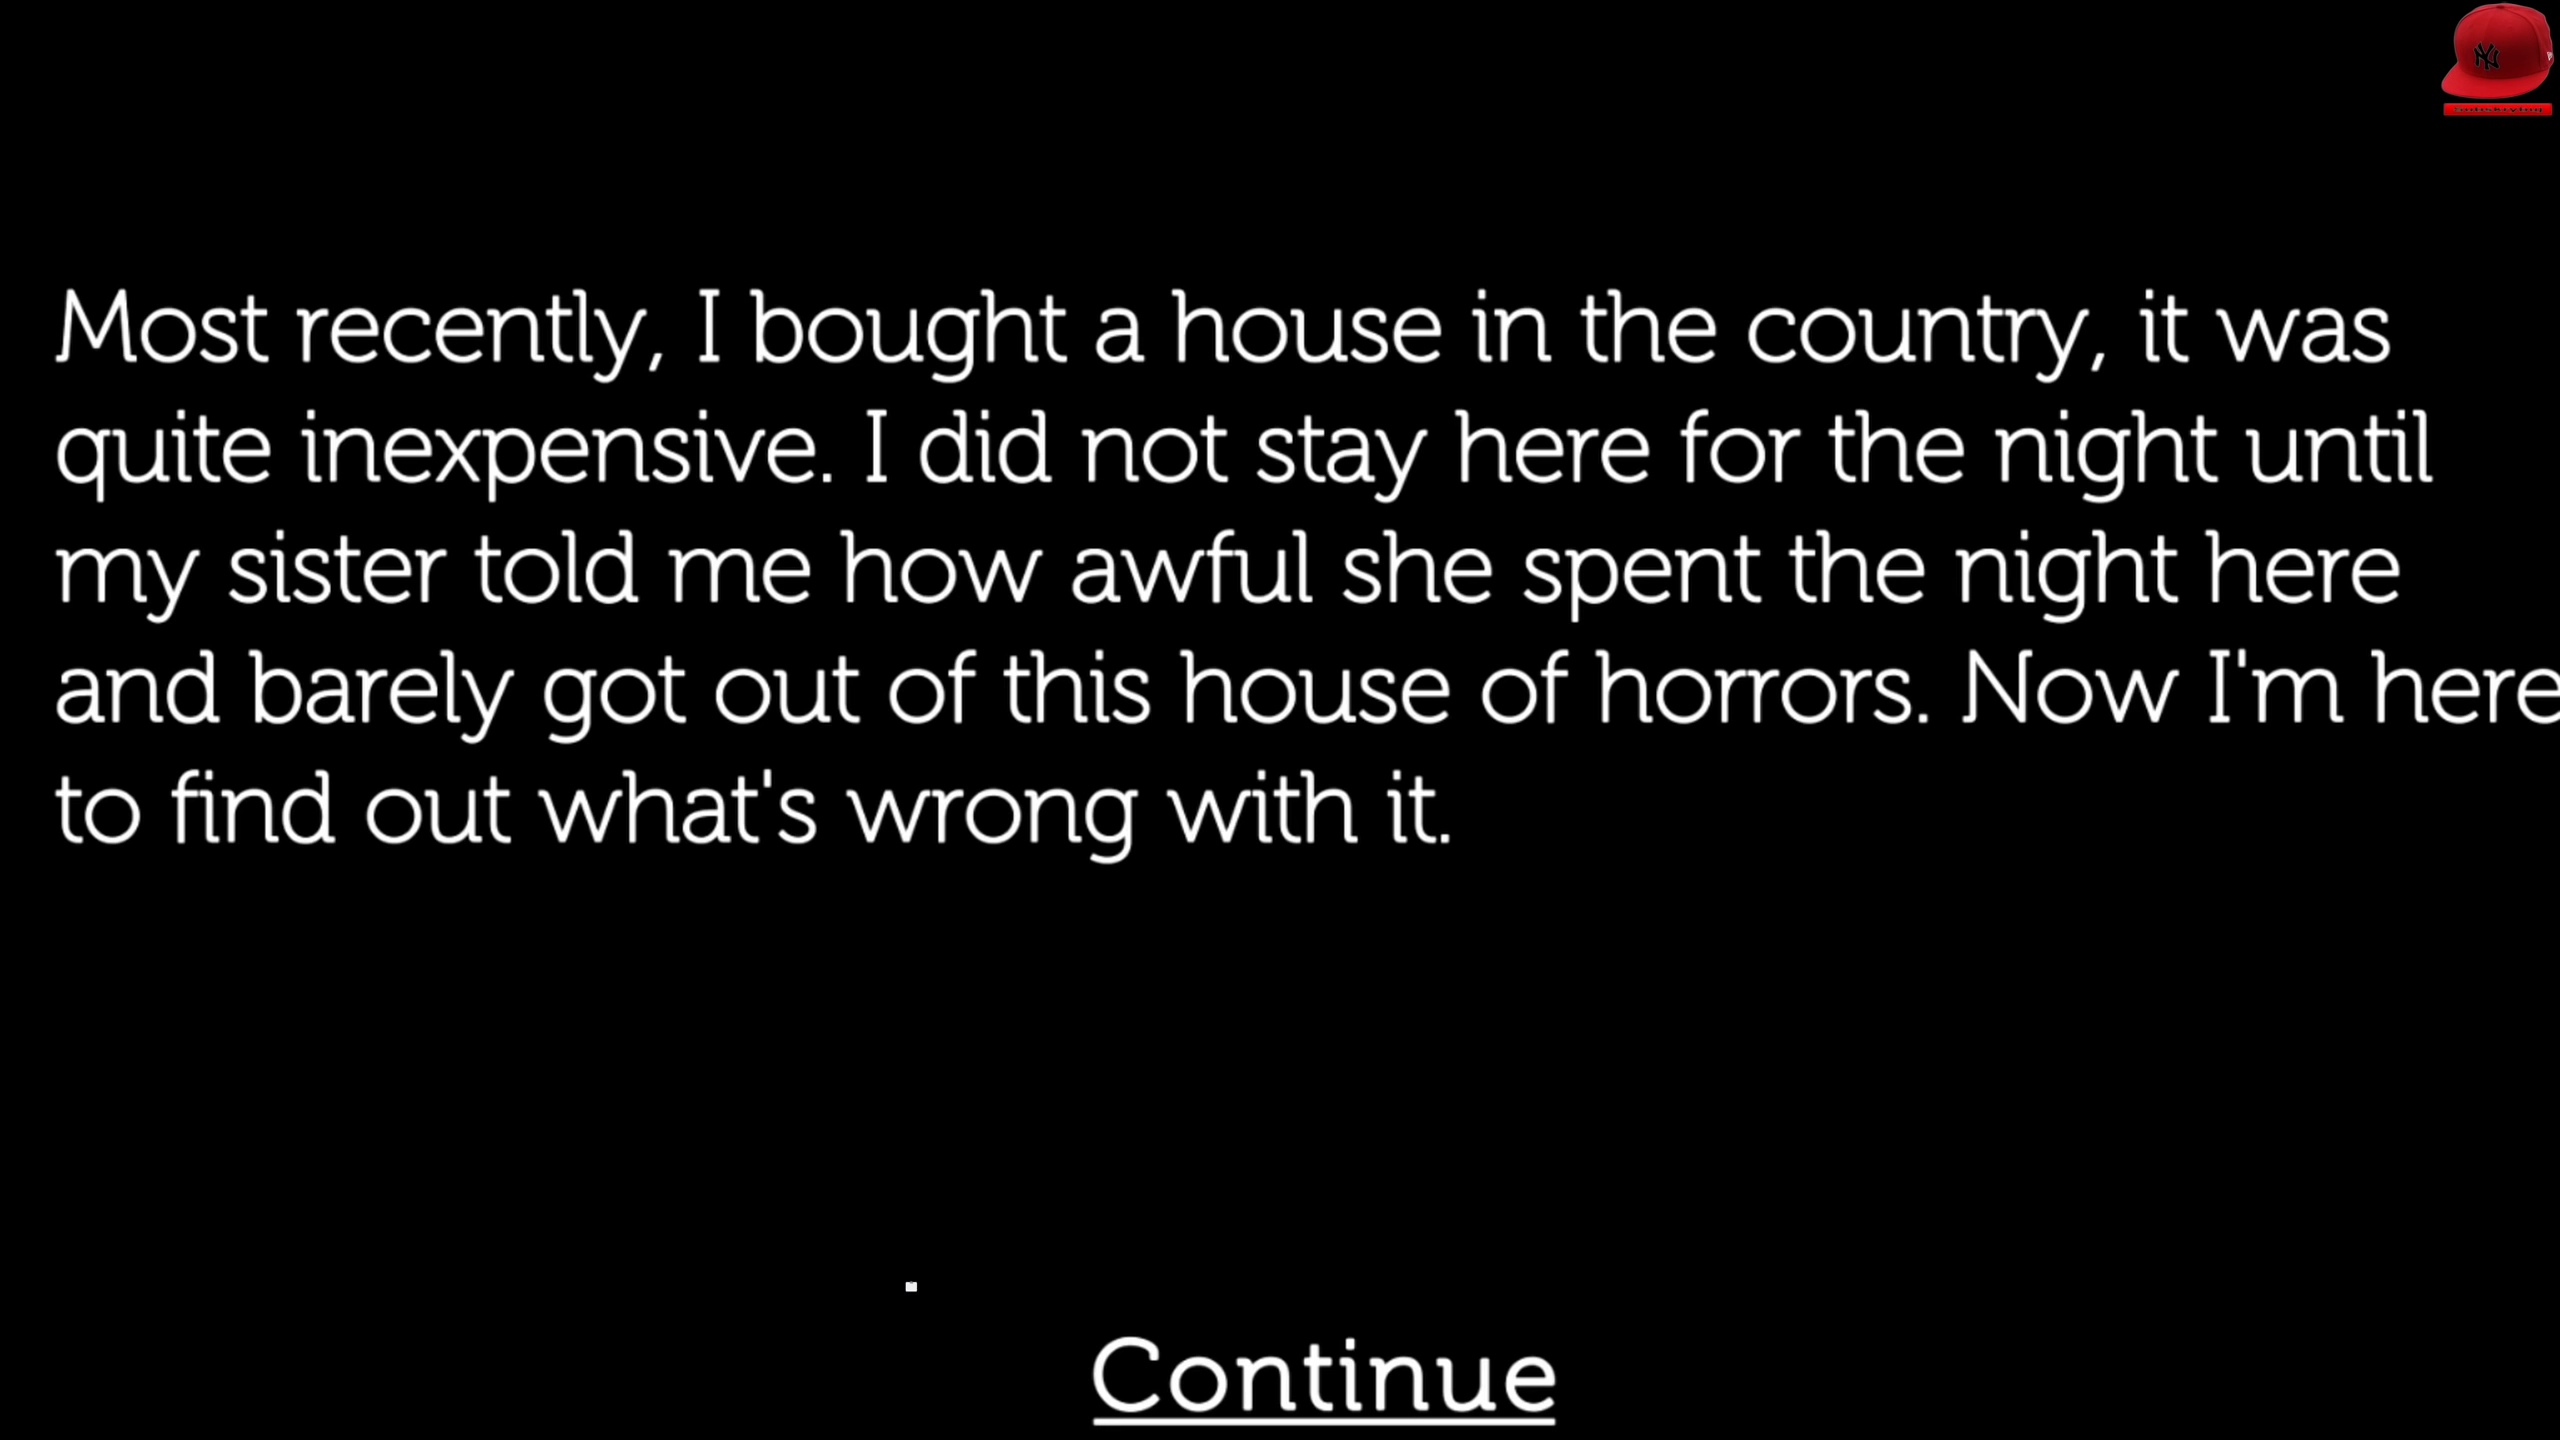 Most recently, I bought a house in the country, it was
quite inexpensive. I did not stay here for the night until
my sister told me how awful she spent the night here
and barely got out of this house of horrors. Now I'm here
to find out what's wrong with it.
Continue
NY